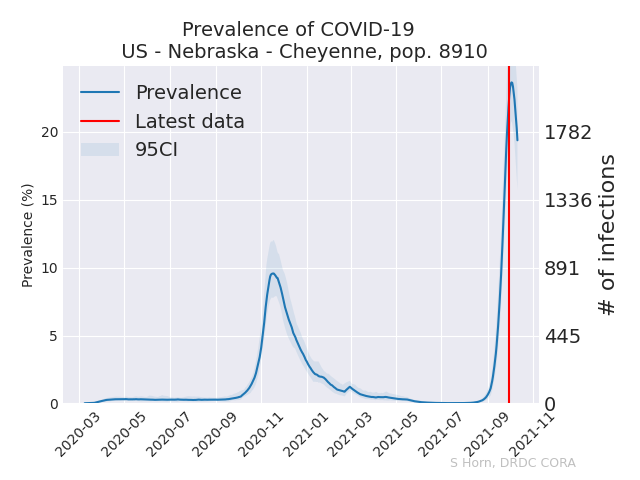 Prevalence of COVID-19
US - Nebraska - Cheyenne, pop. 8910
Prevalence
Latest data
95CI
Prevalence (%)
20
15
10
5
0
1782
1336
891
445
0
# of infections
2020-03
2020-05
2020-07
2020-09
2020-11
2021-01
2021-03
2021-05
2021-07
2021-09
2021-11
S Horn, DRDC CORA